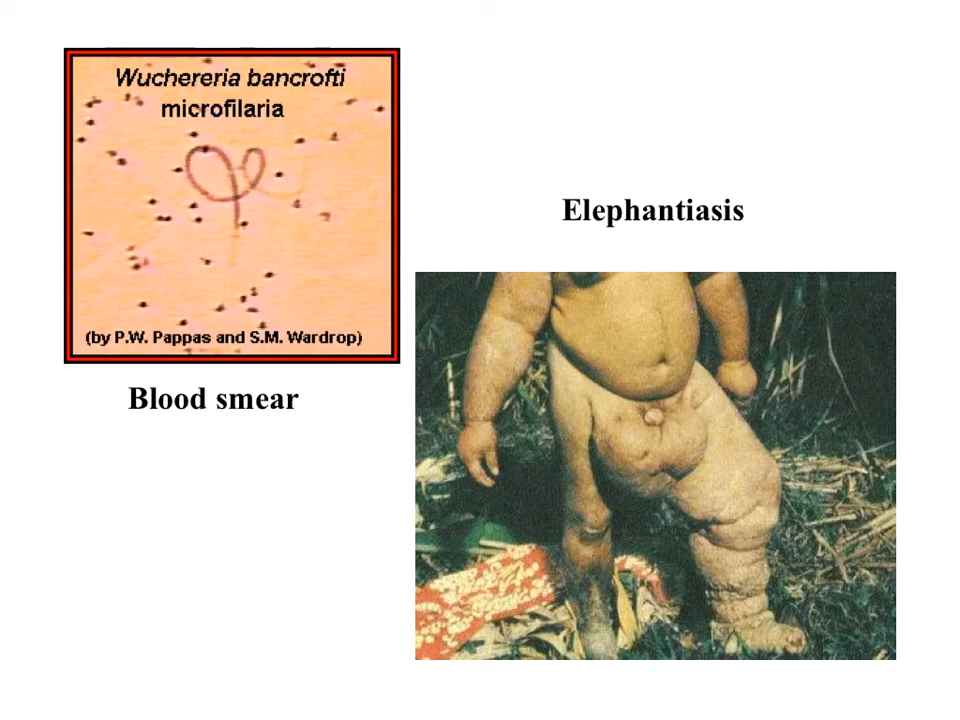 Wuchereria bancrofti
microfilaria
(by P.W. Pappas and S.M. Wardrop)
Blood smear
Elephantiasis